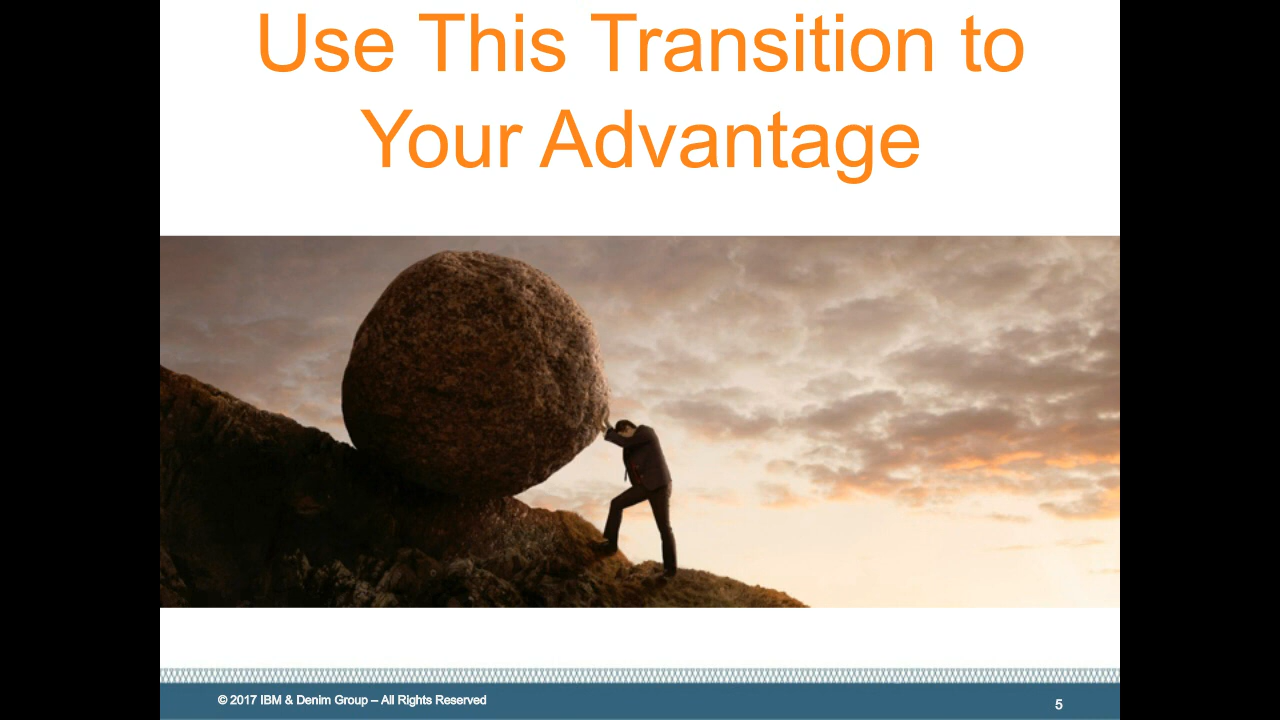 Use This Transition to
Your Advantage
© 2017 IBM & Denim Group – All Rights Reserved
5